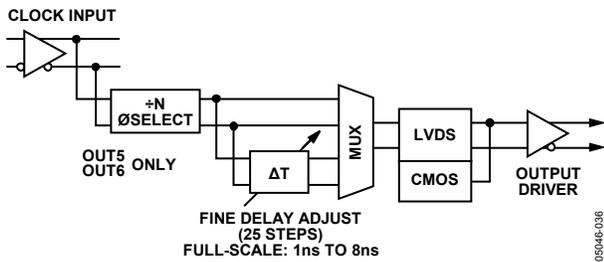 CLOCK INPUT
÷N
ØSELECT
OUT5
OUT6 ONLY
ΔT
MUX
LVDS
CMOS
OUTPUT
DRIVER
FINE DELAY ADJUST
(25 STEPS)
FULL-SCALE: 1ns TO 8ns
05046-036